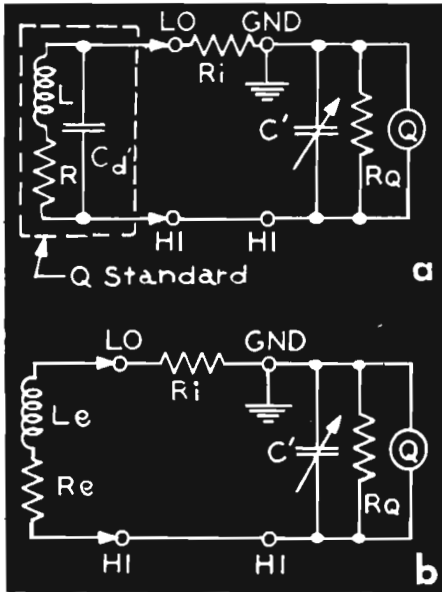 LO GND
Ri
L
C'
Cd'
R
RQ
Q
HI HI
Q Standard
a
LO GND
Ri
Le
C'
Re
RQ
Q
HI HI
b